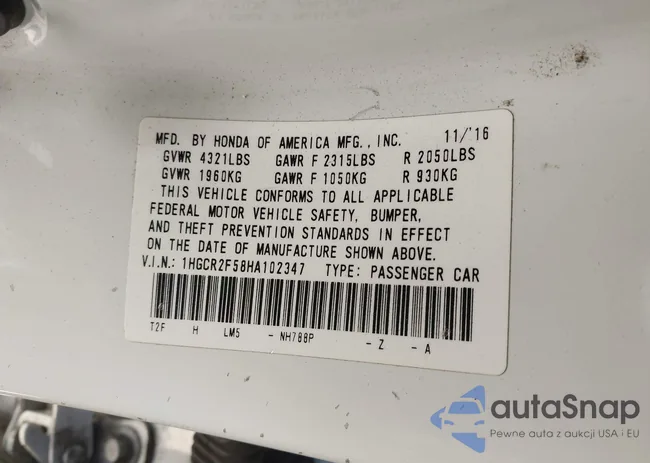 MFD. BY HONDA OF AMERICA MFG., INC. 11/'16
GVWR 4321LBS GAWR F 2315LBS R 2050LBS
GVWR 1960KG GAWR F 1050KG R 930KG
THIS VEHICLE CONFORMS TO ALL APPLICABLE
FEDERAL MOTOR VEHICLE SAFETY, BUMPER,
AND THEFT PREVENTION STANDARDS IN EFFECT
ON THE DATE OF MANUFACTURE SHOWN ABOVE.
V.I.N.: 1HGCR2F58HA102347 TYPE: PASSENGER CAR
T2F H LM5 - NH788P - Z - A
autaSnap
Pewne auta z aukcji USA i EU